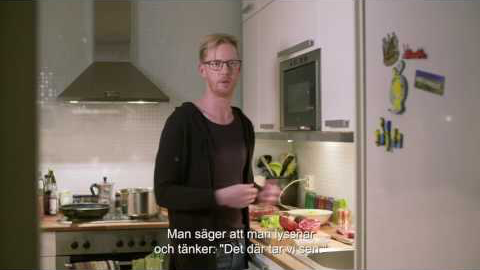 Man säger att man lyssnar
och tänker: "Det där tar vi sen."